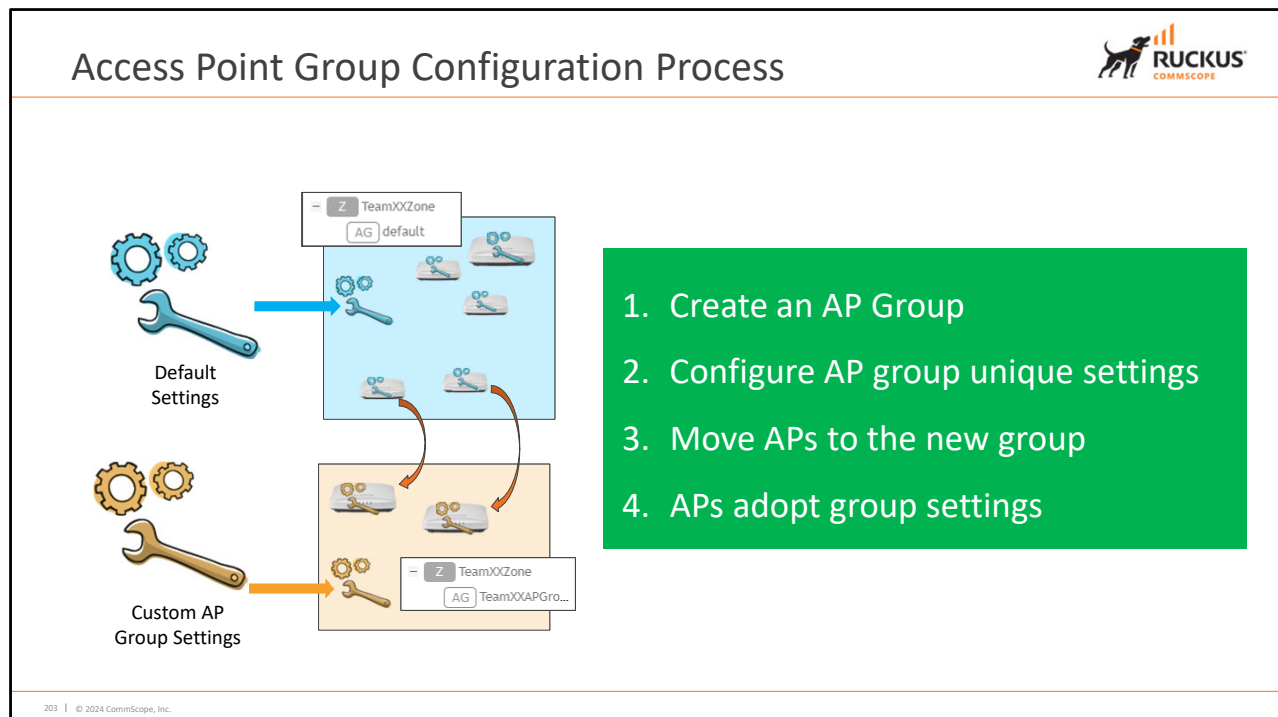 Access Point Group Configuration Process
RUCKUS
COMMSCOPE
− Z TeamXXZone
AG default
Default
Settings
1. Create an AP Group
2. Configure AP group unique settings
3. Move APs to the new group
4. APs adopt group settings
− Z TeamXXZone
AG TeamXXAPGro...
Custom AP
Group Settings
203 | © 2024 CommScope, Inc.